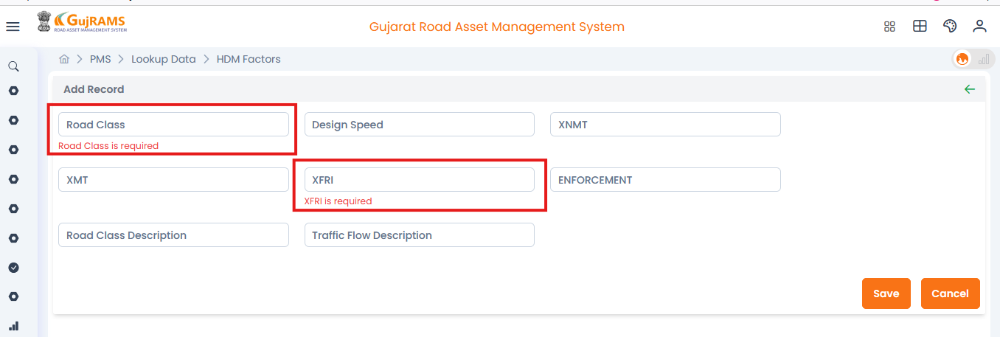 GujRAMS
ROAD ASSET MANAGEMENT SYSTEM
Gujarat Road Asset Management System
PMS > Lookup Data > HDM Factors
Add Record
Road Class
Design Speed
XNMT
Road Class is required
XMT
XFRI
ENFORCEMENT
XFRI is required
Road Class Description
Traffic Flow Description
Save
Cancel